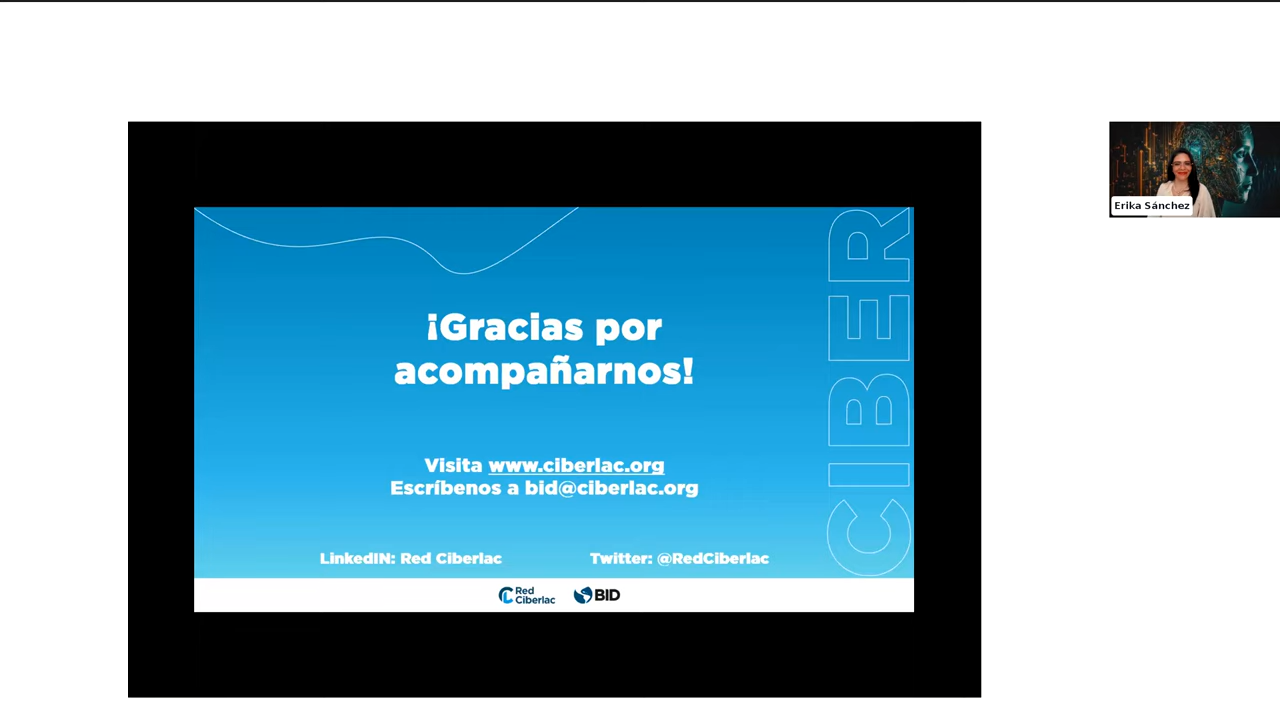 ¡Gracias por
acompañarnos!
Visita www.ciberlac.org
Escríbenos a bid@ciberlac.org
LinkedIN: Red Ciberlac
Twitter: @RedCiberlac
CIBER
Red
Ciberlac
BID
Erika Sánchez